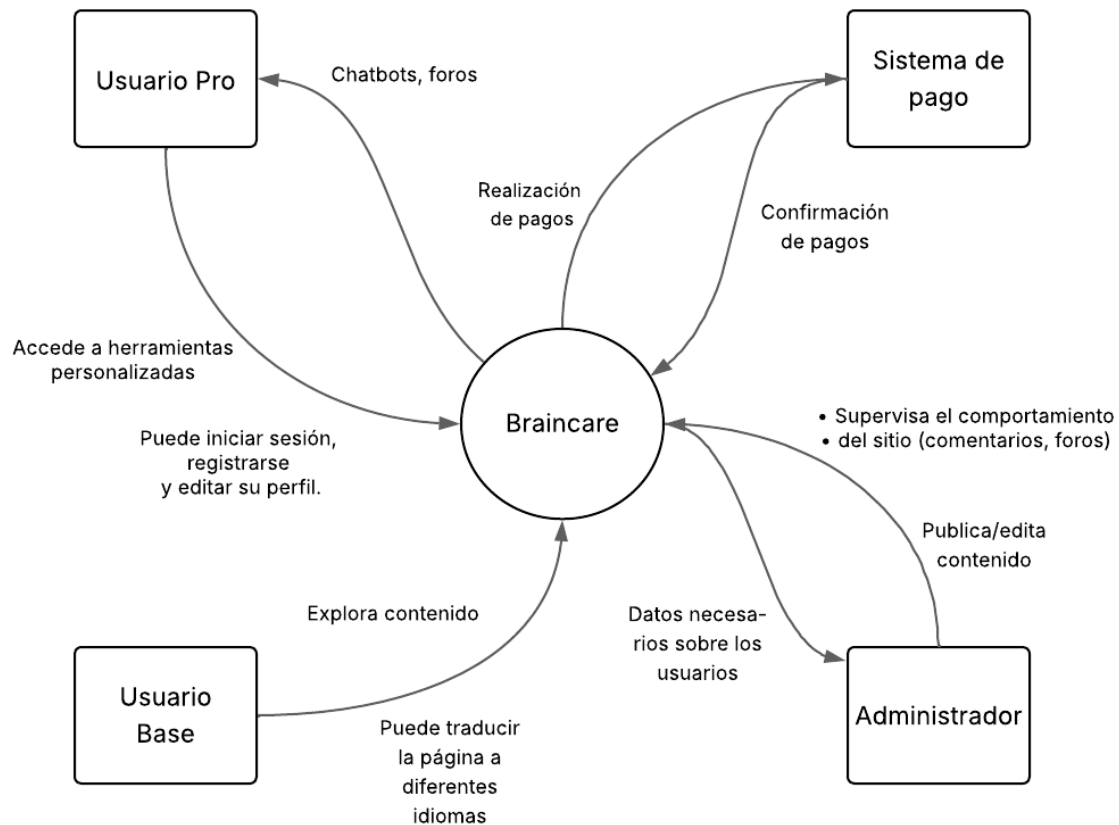 Usuario Pro
Chatbots, foros
Sistema de
pago
Realización
de pagos
Confirmación
de pagos
Accede a herramientas
personalizadas
Puede iniciar sesión,
registrarse
y editar su perfil.
Braincare
• Supervisa el comportamiento
• del sitio (comentarios, foros)
Publica/edita
contenido
Explora contenido
Datos necesa-
rios sobre los
usuarios
Usuario
Base
Puede traducir
la página a
diferentes
idiomas
Administrador